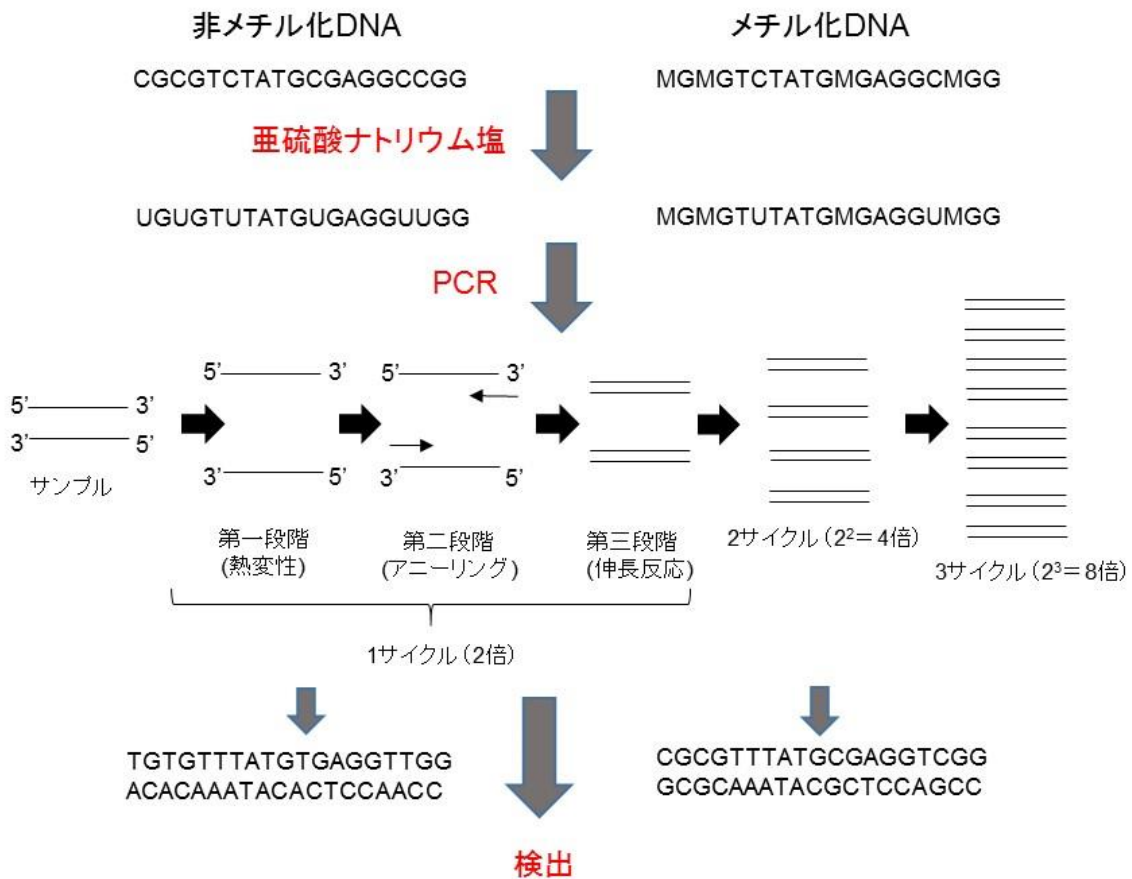 非メチル化DNA
メチル化DNA
CGCGTCTATGCGAGGCCGG
MGMGTCTATGMGAGGCMGG
亜硫酸ナトリウム塩
UGUGTUTATGUGAGGUUGG
MGMGTUTATGMGAGGUMGG
PCR
5’ 3’
3’ 5’
サンプル
5’ 3’
3’ 5’
第一段階
(熱変性)
5’ 3’
3’ 5’
第二段階
(アニーリング)
第三段階
(伸長反応)
1サイクル(2倍)
2サイクル(2²=4倍)
3サイクル(2³=8倍)
TGTGTTTATGTGAGGTTGG
ACACAAATACACTCCAACC
CGCGTTTATGCGAGGTCGG
GCGCAAATACGCTCCAGCC
検出